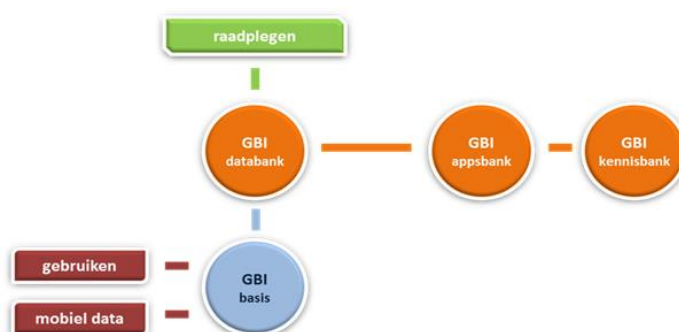 raadplegen
GBI
databank
GBI
appsbank
GBI
kennisbank
gebruiken
GBI
basis
mobiel data